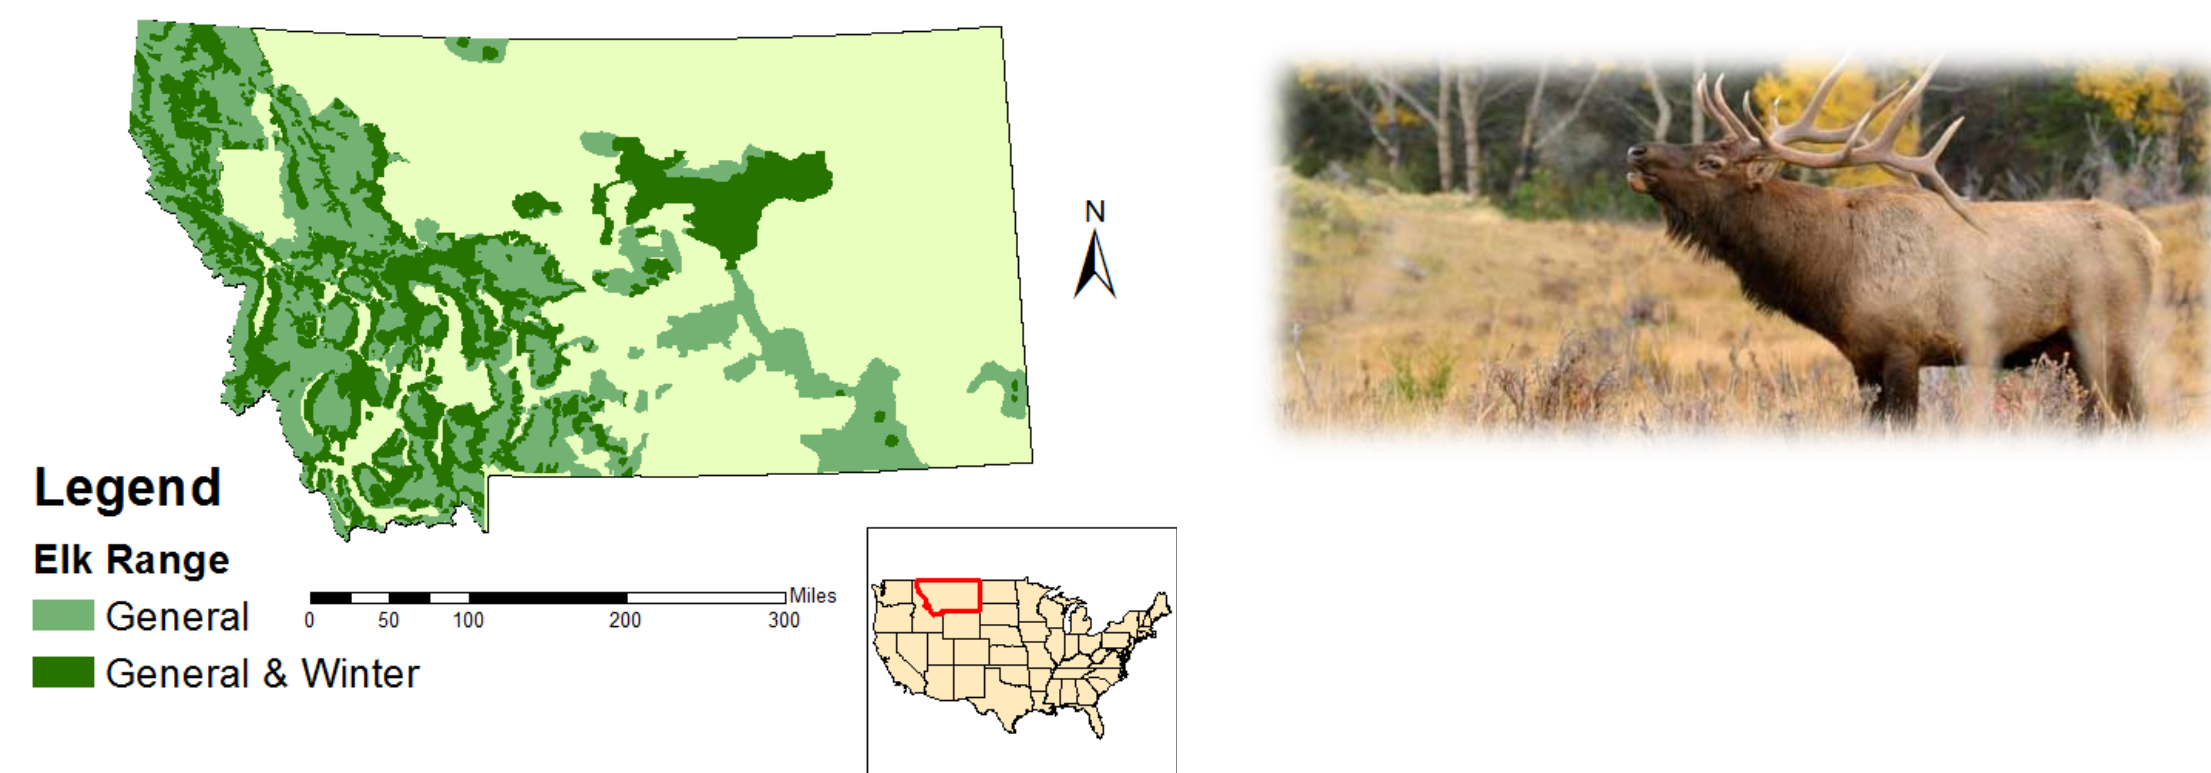 N
Legend
Elk Range
General
General & Winter
Miles
0 50 100 200 300